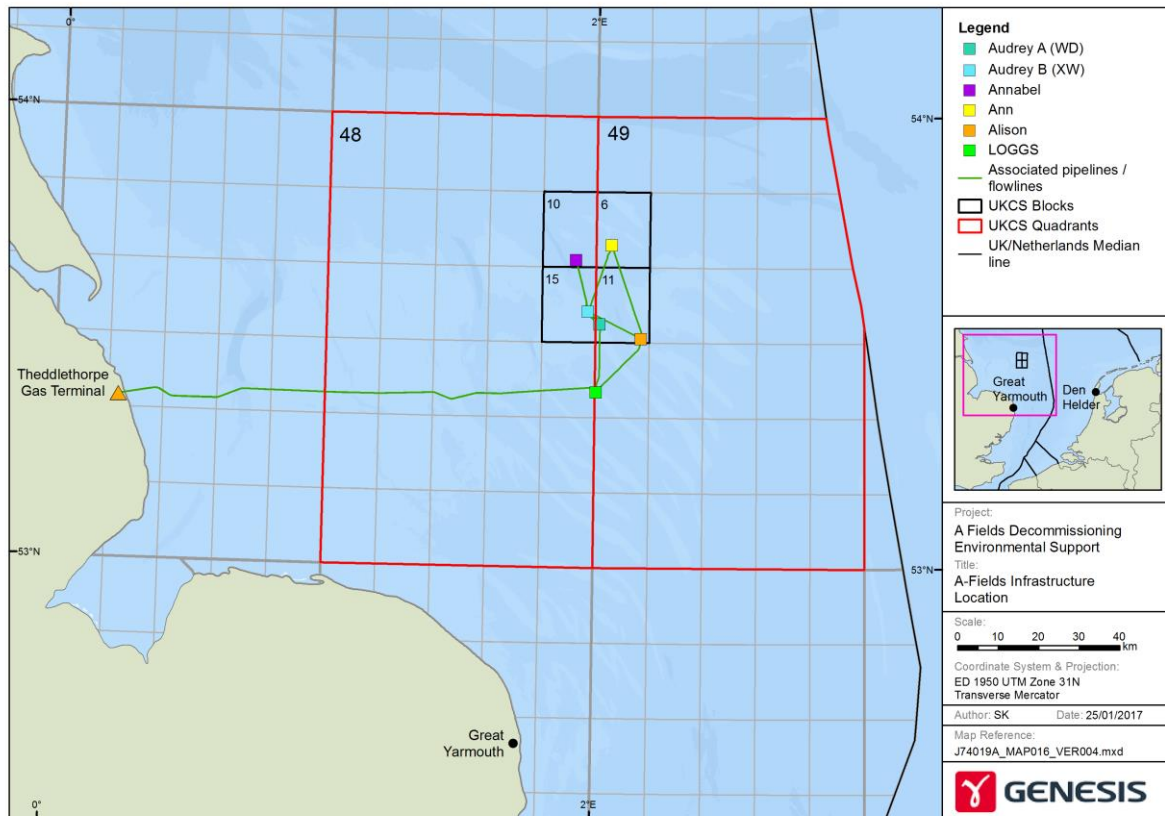 0°
2°E
54°N
54°N
48
49
10
6
15
11
Theddlethorpe
Gas Terminal
53°N
53°N
Great
Yarmouth
0°
2°E
Legend
Audrey A (WD)
Audrey B (XW)
Annabel
Ann
Alison
LOGGS
Associated pipelines /
flowlines
UKCS Blocks
UKCS Quadrants
UK/Netherlands Median
line
Great
Yarmouth
Den
Helder
Project:
A Fields Decommissioning
Environmental Support
Title:
A-Fields Infrastructure
Location
Scale:
0 10 20 30 40
km
Coordinate System & Projection:
ED 1950 UTM Zone 31N
Transverse Mercator
Author: SK Date: 25/01/2017
Map Reference:
J74019A_MAP016_VER004.mxd
GENESIS